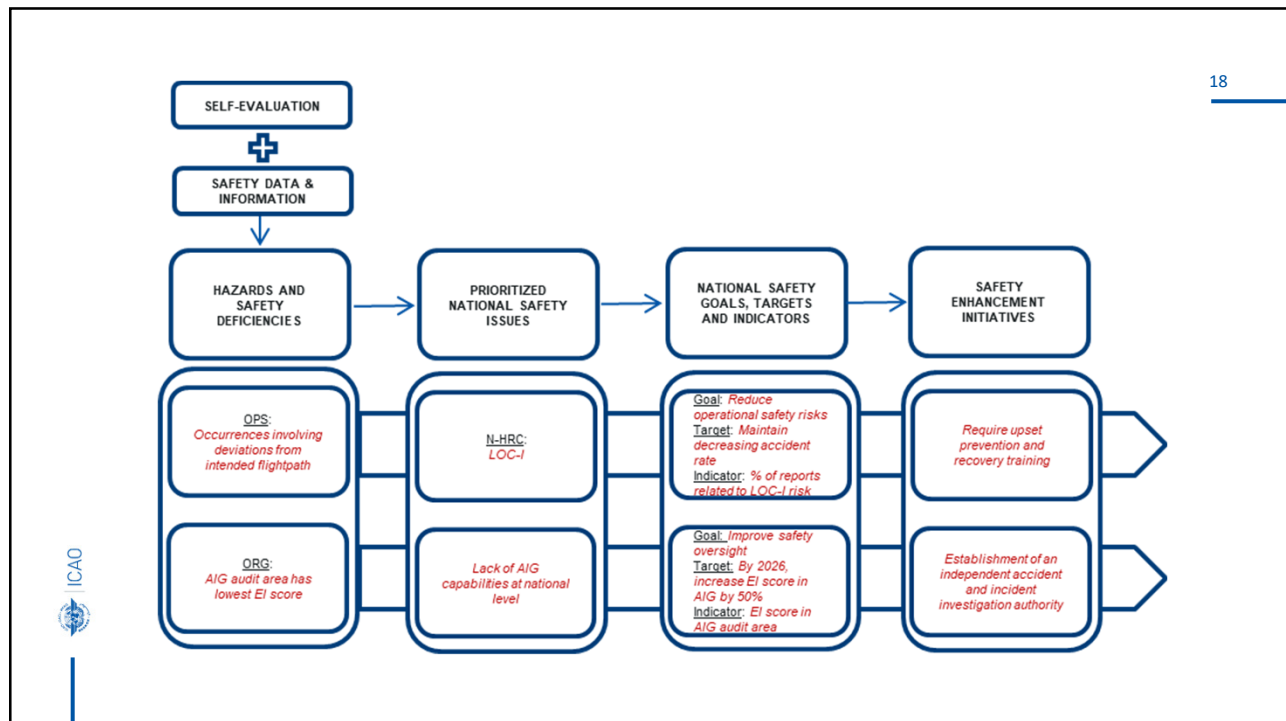 18
SELF-EVALUATION
SAFETY DATA &
INFORMATION
HAZARDS AND
SAFETY
DEFICIENCIES
PRIORITIZED
NATIONAL SAFETY
ISSUES
NATIONAL SAFETY
GOALS, TARGETS
AND INDICATORS
SAFETY
ENHANCEMENT
INITIATIVES
OPS:
Occurrences involving
deviations from
intended flightpath
N-HRC:
LOC-I
Goal: Reduce
operational safety risks
Target: Maintain
decreasing accident
rate
Indicator: % of reports
related to LOC-I risk
Require upset
prevention and
recovery training
ORG:
AIG audit area has
lowest EI score
Lack of AIG
capabilities at national
level
Goal: Improve safety
oversight
Target: By 2026,
increase EI score in
AIG by 50%
Indicator: EI score in
AIG audit area
Establishment of an
independent accident
and incident
investigation authority
ICAO